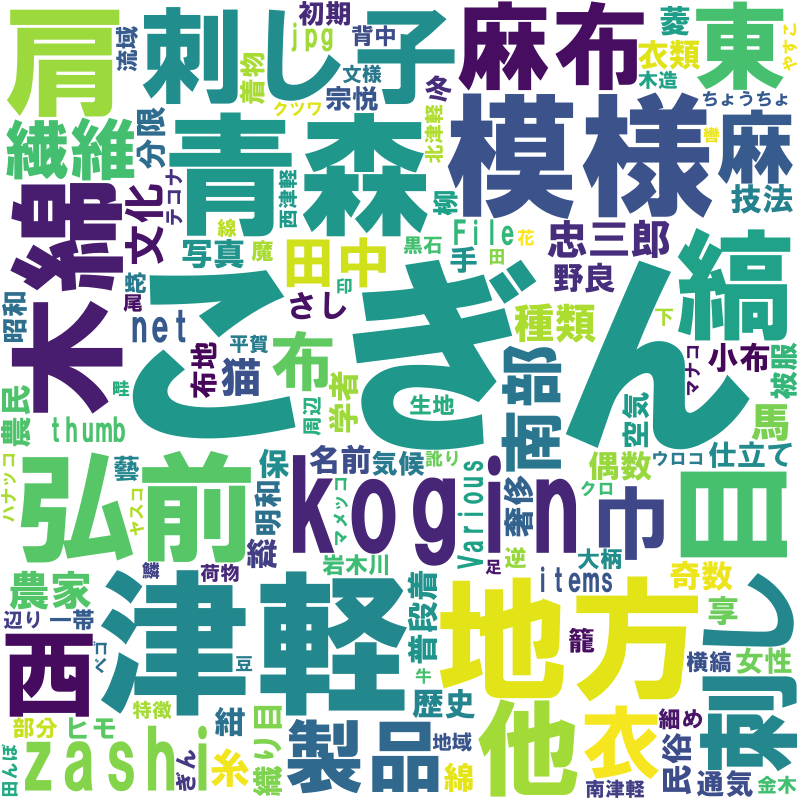 肩
刺し子
麻布
東
初期
jpg
背中
菱
衣類
やすこ
流域
着物
文様
クツワ
宗悦
冬
木造
ちょうちょ
繊維
分限
青森
模様
麻
轡
北津軽
技法
木綿
文化
テコナ
西津軽
線
柳
写真
魔
田中
黒石
File
花
忠三郎
縞
昭和
蛇
尾
印
こぎん
手
田
野良
net
さし
種類
下
平賀
布地
猫
布
南部
マナコ
小布
被服
農民
畦
thumb
周辺
学者
生地
空気
馬
ハナッコ
弘前
藝
ヤスコ
保
名前
気候
訛り
偶数
ウロコ
仕立て
明和
マメッコ
kogin
Various
奢侈
クロ
巾
目
岩木川
足
逆
大柄
農家
荷物
津軽
普段着
items
奇数
辺り
一帯
地方
享
刺し
西
コベ
豆
牛
籠
横縞
女性
特徴
紺
歴史
他
衣
細め
部分
ヒモ
製品
地域
民俗
zashi
ぎん
糸
織り目
綿
田んぼ
南津軽
通気
金木